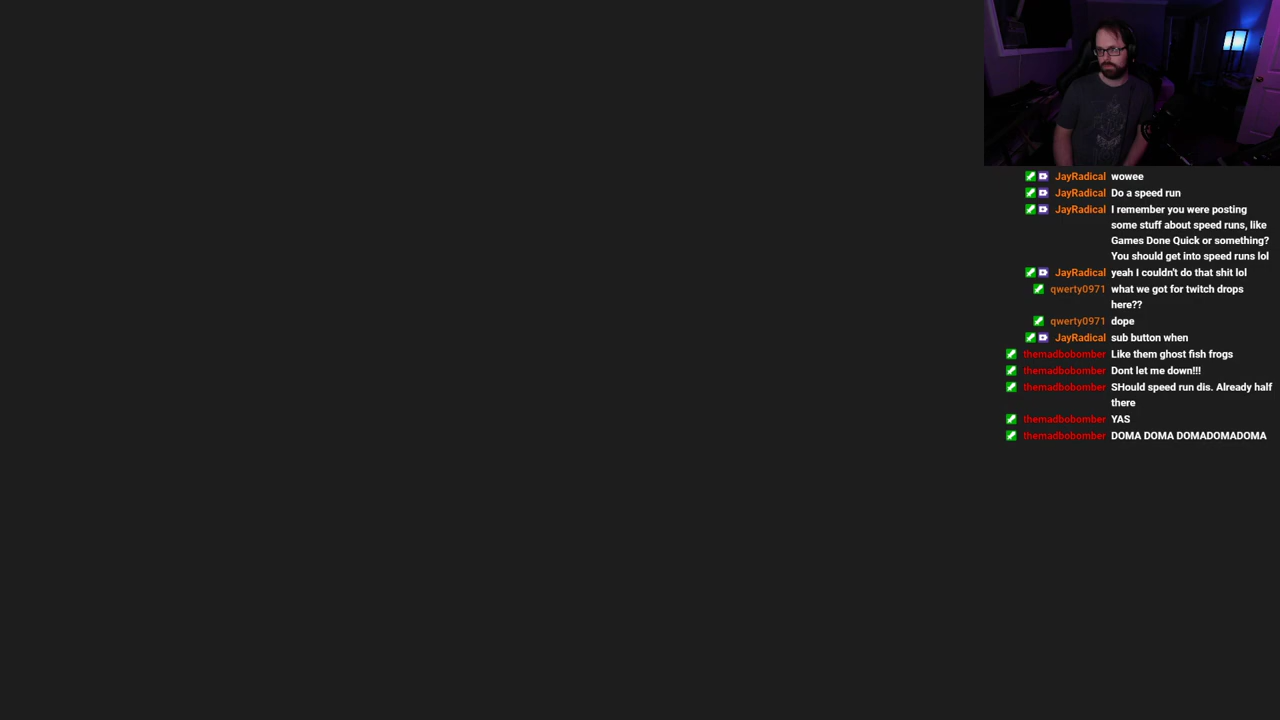 JayRadical wowee
JayRadical Do a speed run
JayRadical I remember you were posting
some stuff about speed runs, like
Games Done Quick or something?
You should get into speed runs lol
JayRadical yeah I couldn't do that shit lol
qwerty0971 what we got for twitch drops
here??
qwerty0971 dope
JayRadical sub button when
themadbobomber Like them ghost fish frogs
themadbobomber Dont let me down!!!
themadbobomber SHould speed run dis. Already half
there
themadbobomber YAS
themadbobomber DOMA DOMA DOMADOMADOMA